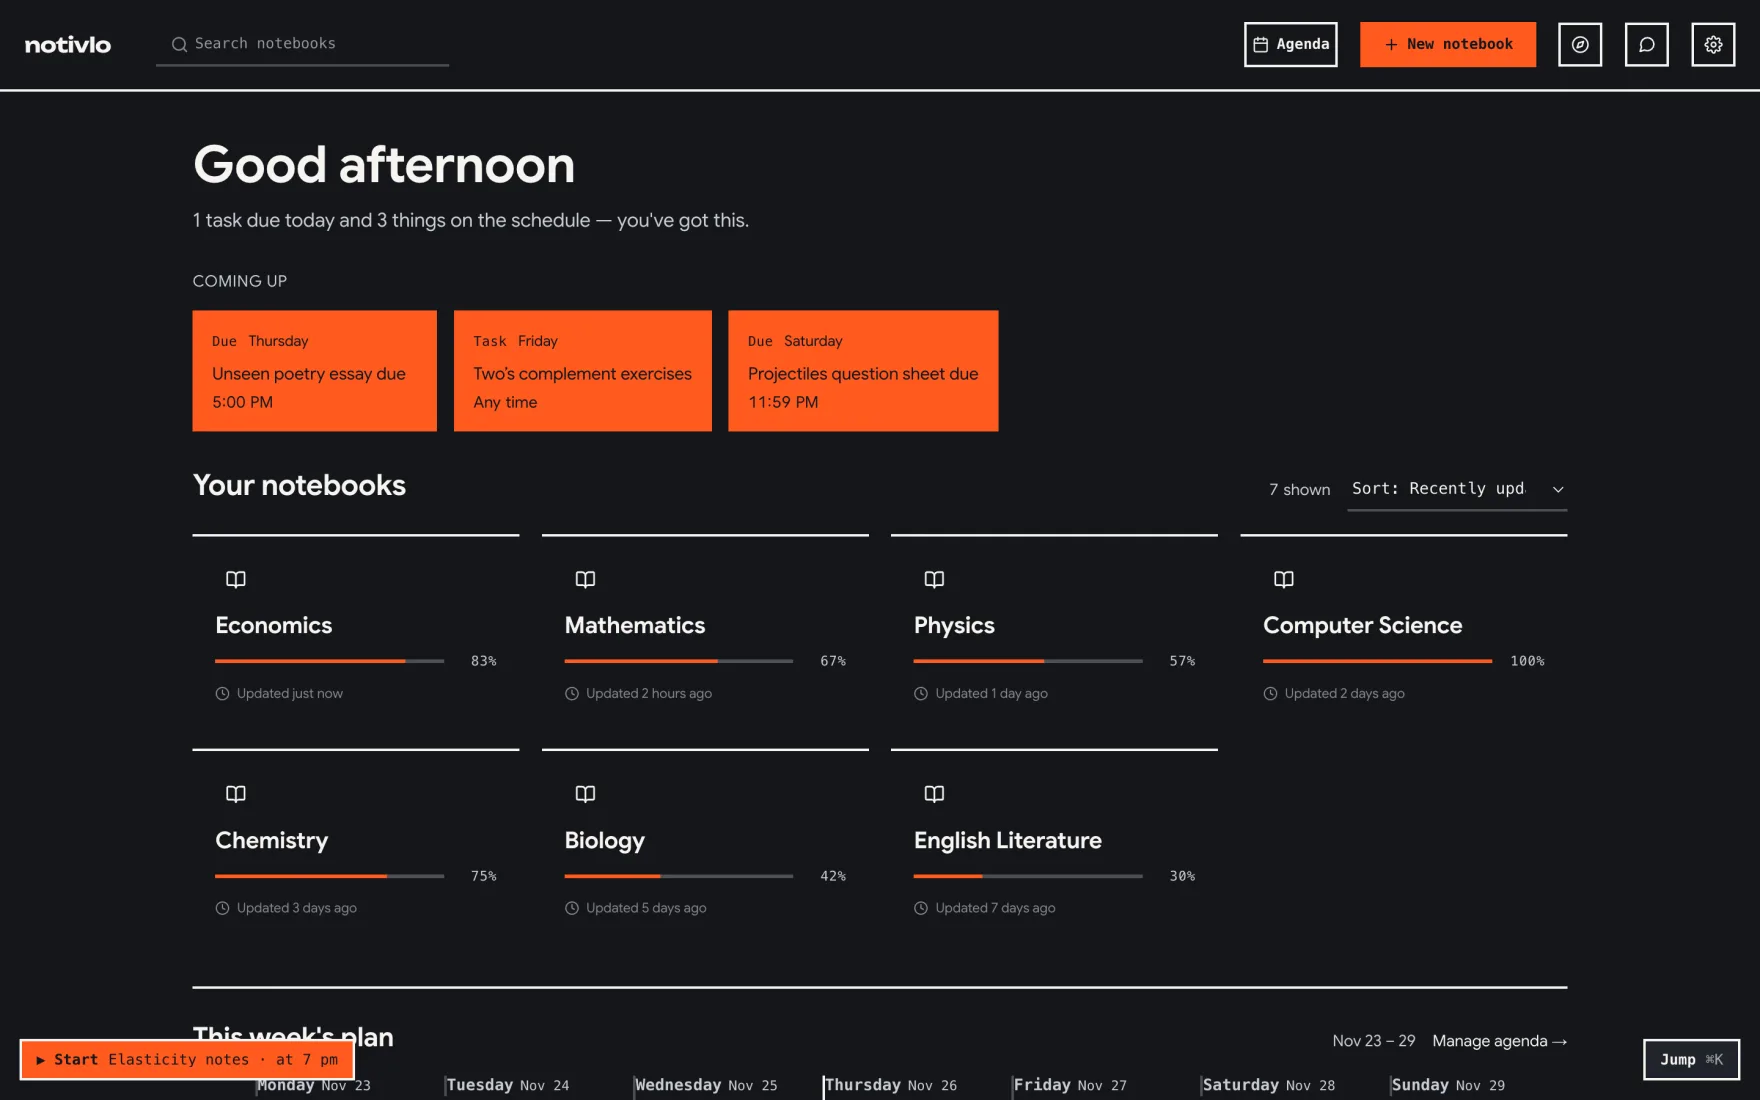 notivlo
Search notebooks
Agenda
+ New notebook
Good afternoon
1 task due today and 3 things on the schedule — you've got this.
COMING UP
Due Thursday
Unseen poetry essay due
5:00 PM
Task Friday
Two's complement exercises
Any time
Due Saturday
Projectiles question sheet due
11:59 PM
Your notebooks
7 shown
Sort: Recently upd
Economics
83%
Updated just now
Mathematics
67%
Updated 2 hours ago
Physics
57%
Updated 1 day ago
Computer Science
100%
Updated 2 days ago
Chemistry
75%
Updated 3 days ago
Biology
42%
Updated 5 days ago
English Literature
30%
Updated 7 days ago
This week's plan
Nov 23 – 29
Manage agenda →
▶ Start Elasticity notes · at 7 pm
Jump ⌘K
Monday Nov 23
Tuesday Nov 24
Wednesday Nov 25
Thursday Nov 26
Friday Nov 27
Saturday Nov 28
Sunday Nov 29